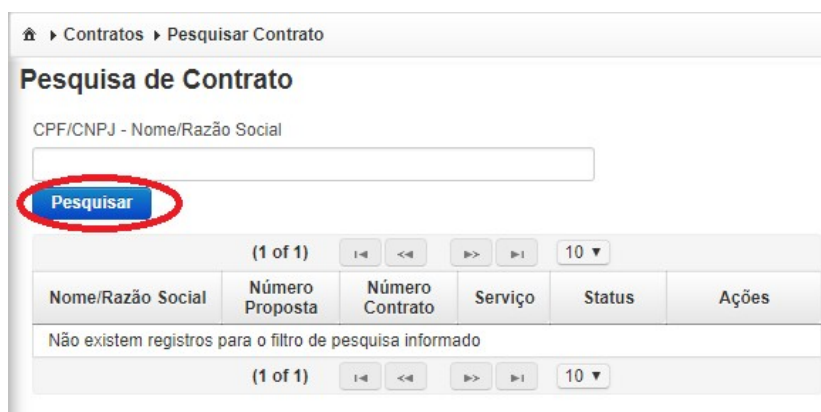 Contratos Pesquisar Contrato
Pesquisa de Contrato
CPF/CNPJ - Nome/Razão Social
Pesquisar
(1 of 1) 10
Nome/Razão Social Número Proposta Número Contrato Serviço Status Ações
Não existem registros para o filtro de pesquisa informado
(1 of 1) 10